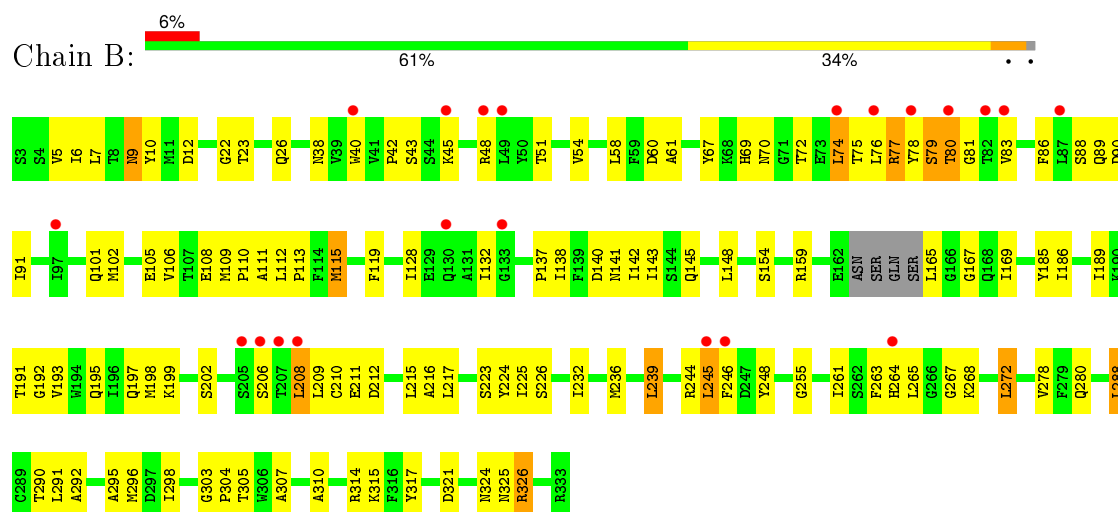 6%
Chain B:
61% 34% • •
S3 S4 V5 I6 L7 T8 N9 Y10 M11 D12 G22 T23 Q26 N38 V39 W40 V41 P42 S43 S44 K45 R48 L49 Y50 T51 V54 L58 F59 D60 A61 Y67 K68 H69 N70 G71 T72 E73 L74 T75 L76 R77 Y78 S79 T80 G81 T82 V83 F86 L87 S88 Q89 D90
I91 I97 Q101 M102 E105 V106 T107 E108 M109 P110 A111 L112 P113 F114 M115 F119 I128 E129 Q130 A131 I132 G133 P137 I138 F139 D140 N141 I142 I143 S144 Q145 L148 S154 R159 E162 ASN SER GLN SER L165 G166 G167 Q168 I169 Y185 I186 I189 K190
T191 G192 V193 W194 Q195 I196 Q197 M198 K199 S202 S205 S206 T207 L208 L209 C210 E211 D212 L215 A216 L217 S223 Y224 I225 S226 I232 M236 L239 R244 L245 F246 D247 Y248 G255 I261 S262 F263 H264 L265 G266 G267 K268 L272 V278 F279 Q280 L288
C289 T290 L291 A292 A295 M296 D297 I298 G303 P304 T305 W306 A307 A310 R314 K315 F316 Y317 D321 N324 N325 R326 R333